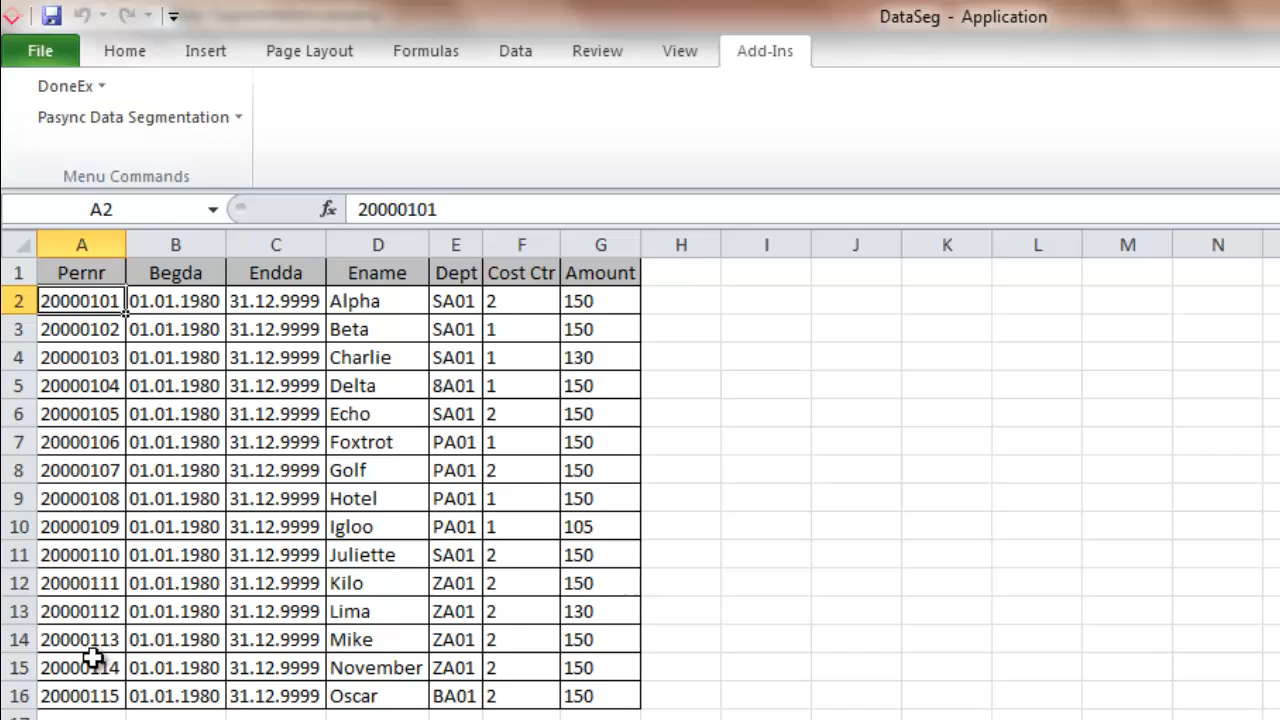 DataSeg - Application
File Home Insert Page Layout Formulas Data Review View Add-Ins
DoneEx
Pasync Data Segmentation
Menu Commands
A2 fx 20000101
A B C D E F G H I J K L M N
1 Pernr Begda Endda Ename Dept Cost Ctr Amount
2 20000101 01.01.1980 31.12.9999 Alpha SA01 2 150
3 20000102 01.01.1980 31.12.9999 Beta SA01 1 150
4 20000103 01.01.1980 31.12.9999 Charlie SA01 1 130
5 20000104 01.01.1980 31.12.9999 Delta 8A01 1 150
6 20000105 01.01.1980 31.12.9999 Echo SA01 2 150
7 20000106 01.01.1980 31.12.9999 Foxtrot PA01 1 150
8 20000107 01.01.1980 31.12.9999 Golf PA01 2 150
9 20000108 01.01.1980 31.12.9999 Hotel PA01 1 150
10 20000109 01.01.1980 31.12.9999 Igloo PA01 1 105
11 20000110 01.01.1980 31.12.9999 Juliette SA01 2 150
12 20000111 01.01.1980 31.12.9999 Kilo ZA01 2 150
13 20000112 01.01.1980 31.12.9999 Lima ZA01 2 130
14 20000113 01.01.1980 31.12.9999 Mike ZA01 2 150
15 20000114 01.01.1980 31.12.9999 November ZA01 2 150
16 20000115 01.01.1980 31.12.9999 Oscar BA01 2 150